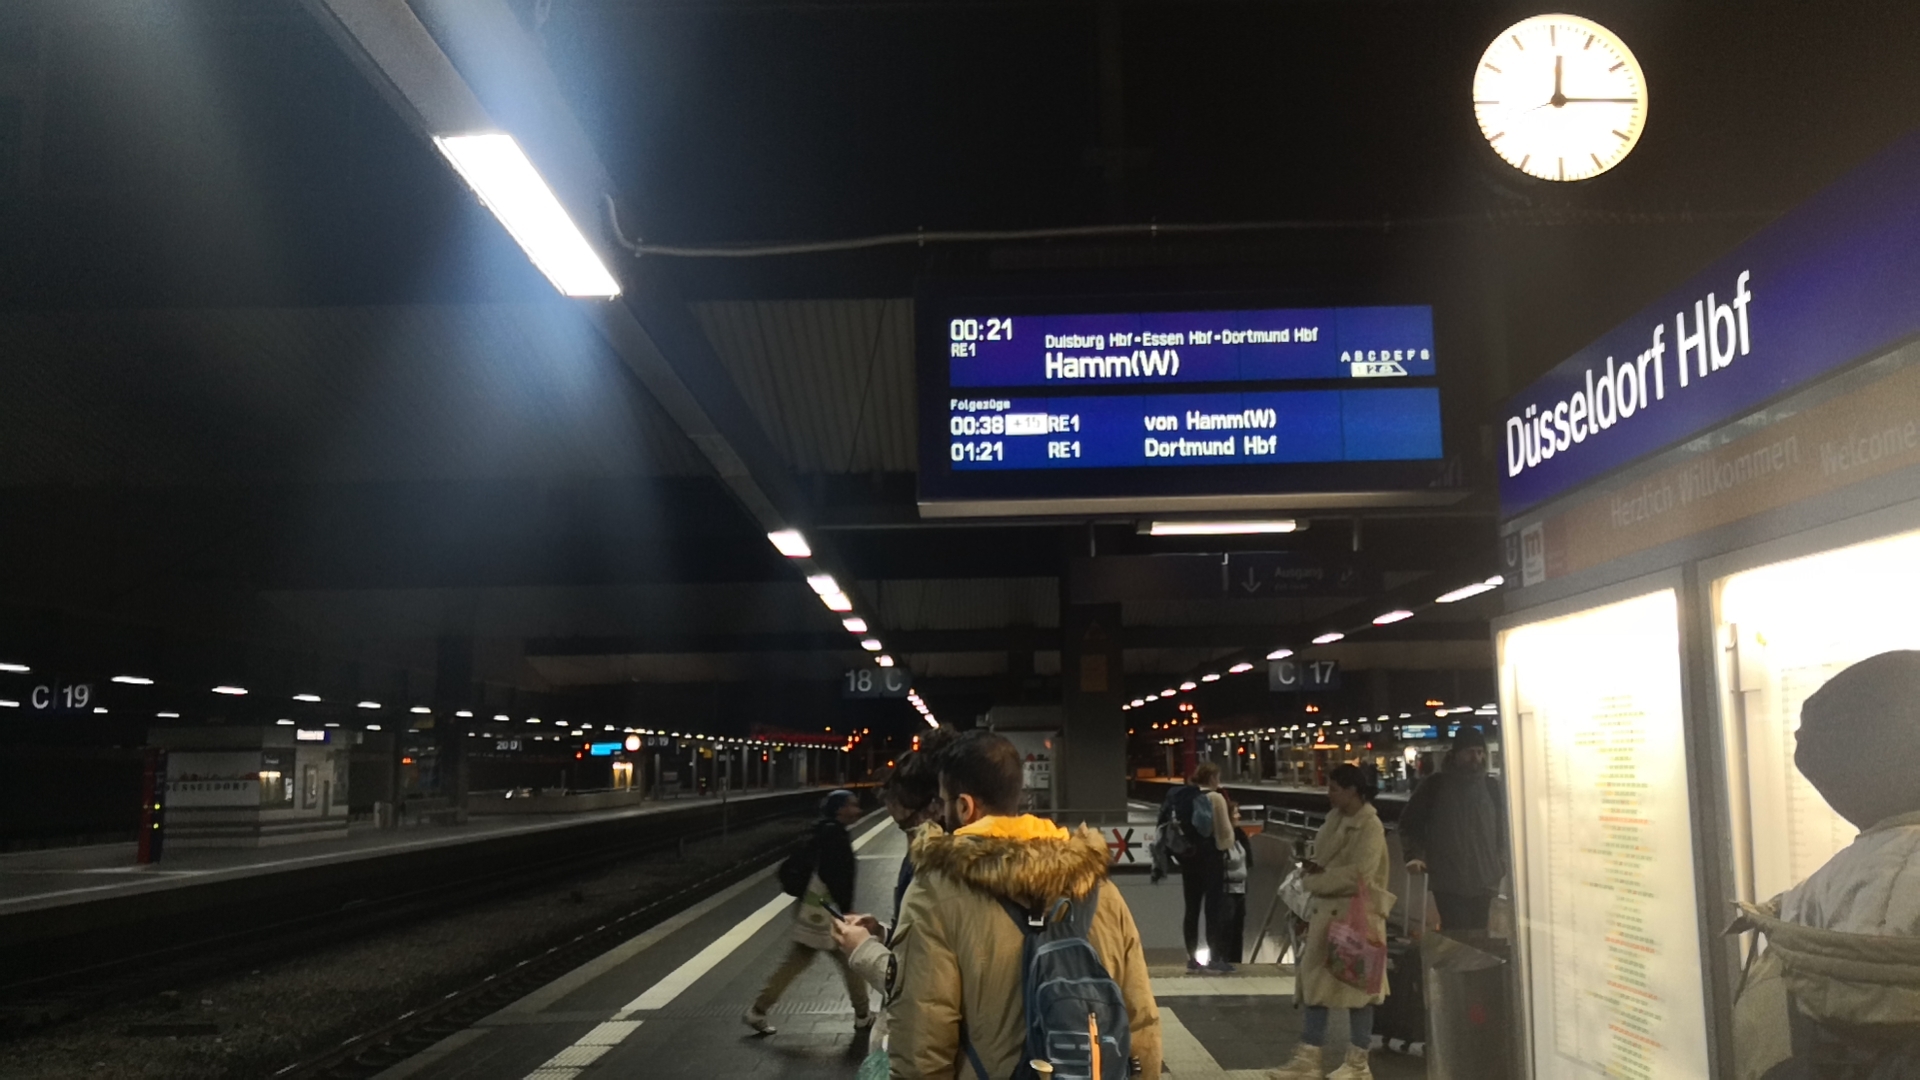 00:21
RE1
Duisburg Hbf-Essen Hbf-Dortmund Hbf
Hamm(W)
A B C D E F G
Folgezüge
00:38 RE1 von Hamm(W)
01:21 RE1 Dortmund Hbf
Düsseldorf Hbf
Herzlich Willkommen Welcome
Ausgang
C 19
18 C
C 17